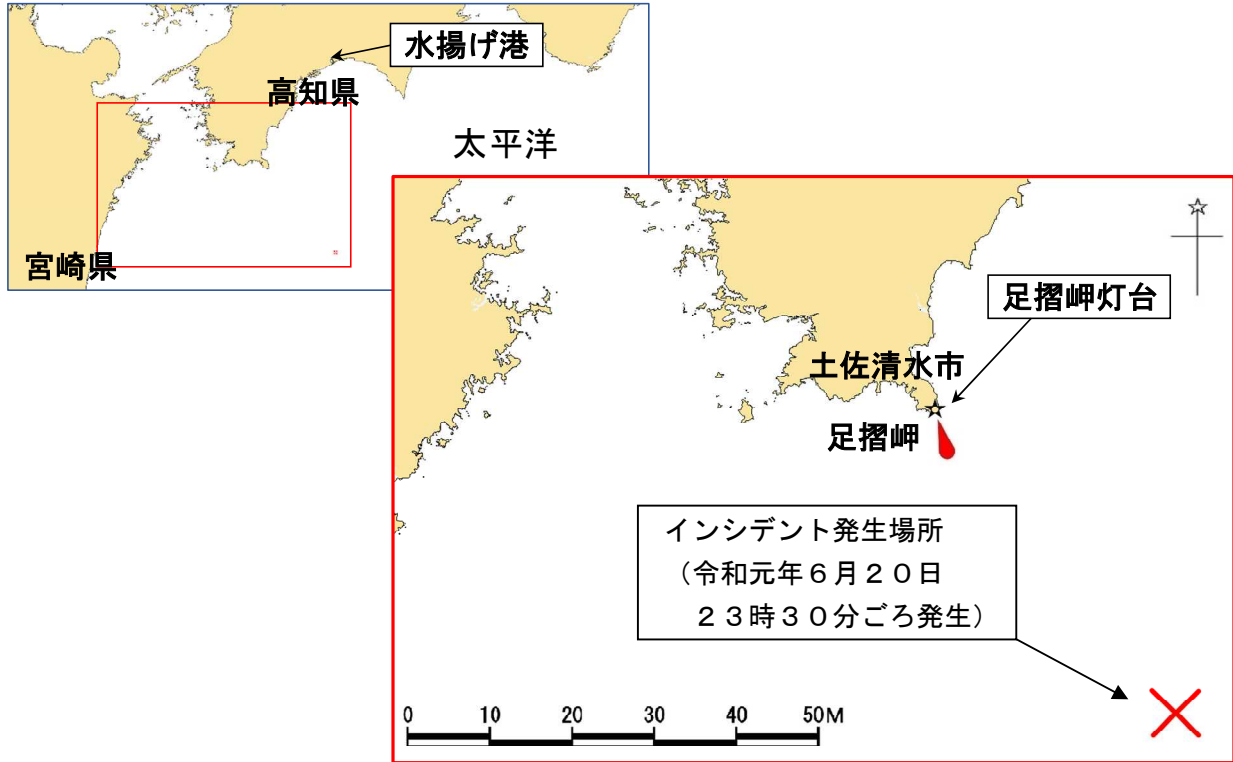 水揚げ港
高知県
太平洋
宮崎県
足摺岬灯台
土佐清水市
足摺岬
インシデント発生場所
（令和元年６月２０日
２３時３０分ごろ発生）
0 10 20 30 40 50M